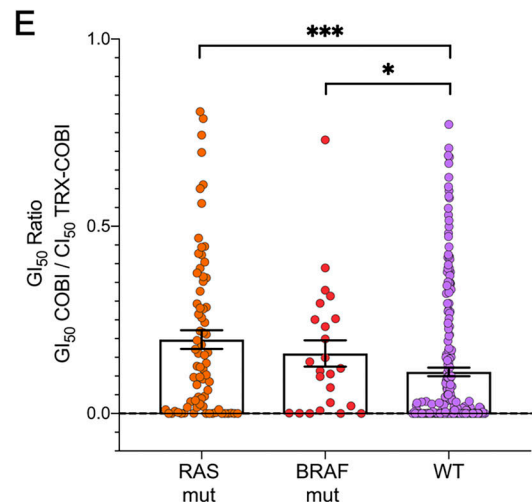 E
GI50 Ratio
GI50 COBI / CI50 TRX-COBI
1.0
0.5
0.0
***
*
RAS
mut
BRAF
mut
WT